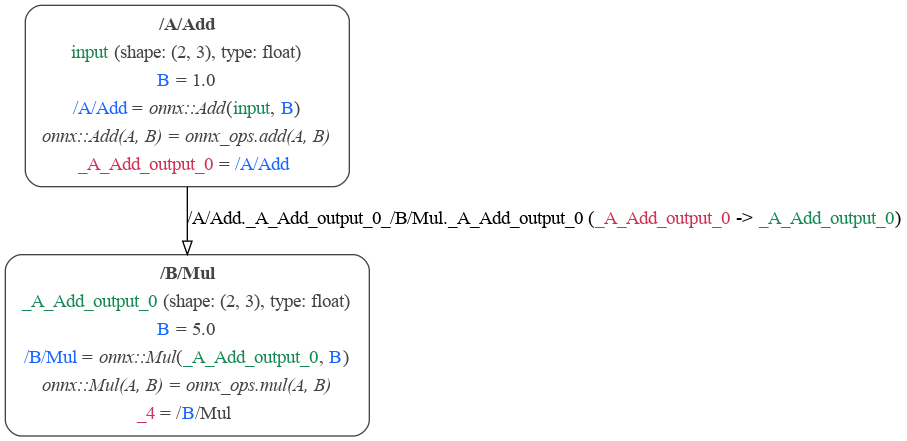 /A/Add
input (shape: (2, 3), type: float)
B = 1.0
/A/Add = onnx::Add(input, B)
onnx::Add(A, B) = onnx_ops.add(A, B)
_A_Add_output_0 = /A/Add
/A/Add._A_Add_output_0_/B/Mul._A_Add_output_0 (_A_Add_output_0 -> _A_Add_output_0)
/B/Mul
_A_Add_output_0 (shape: (2, 3), type: float)
B = 5.0
/B/Mul = onnx::Mul(_A_Add_output_0, B)
onnx::Mul(A, B) = onnx_ops.mul(A, B)
_4 = /B/Mul